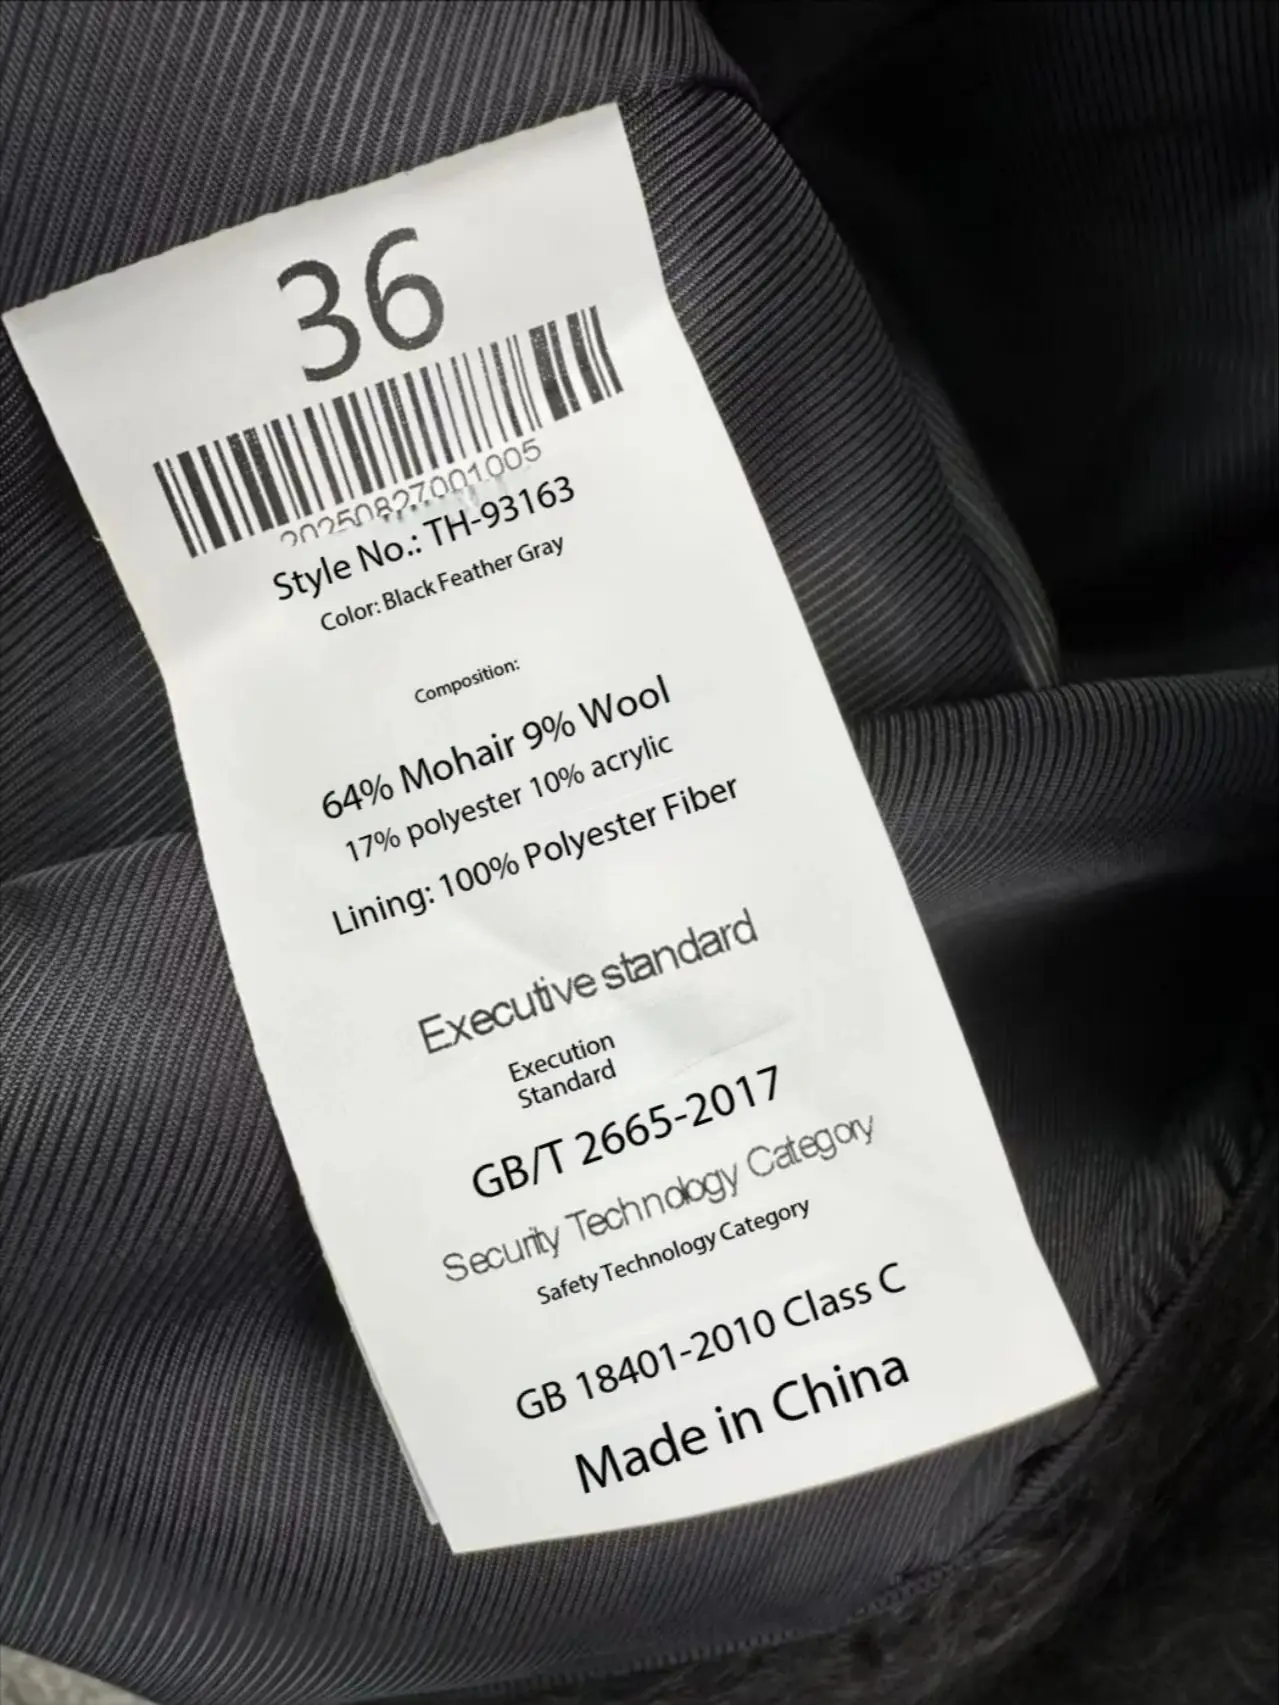 36
20250827001005
Style No.: TH-93163
Color: Black Feather Gray
Composition:
64% Mohair 9% Wool
17% polyester 10% acrylic
Lining: 100% Polyester Fiber
Executive standard
Execution
Standard
GB/T 2665-2017
Security Technology Category
Safety Technology Category
GB 18401-2010 Class C
Made in China